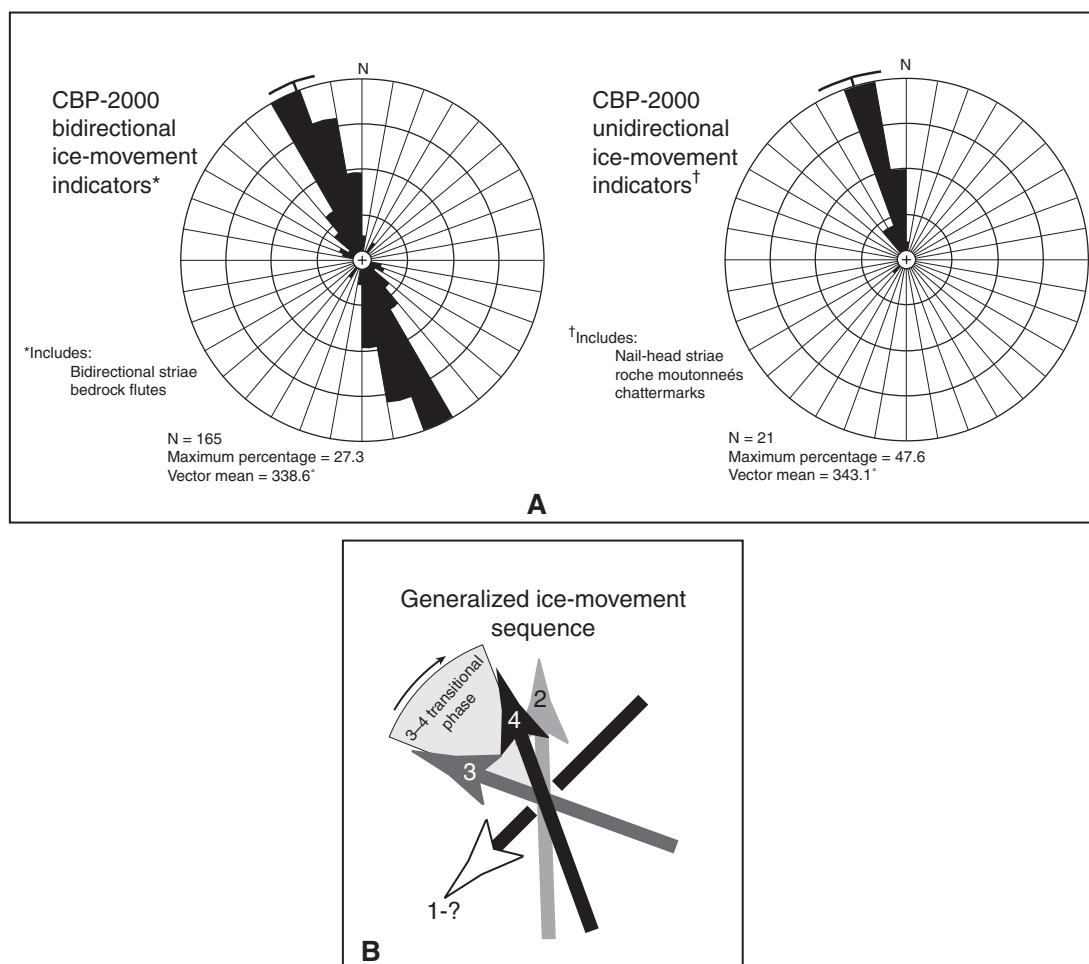 N
CBP-2000
bidirectional
ice-movement
indicators*
*Includes:
Bidirectional striae
bedrock flutes
N = 165
Maximum percentage = 27.3
Vector mean = 338.6°
N
CBP-2000
unidirectional
ice-movement
indicators†
†Includes:
Nail-head striae
roche moutonneés
chattermarks
N = 21
Maximum percentage = 47.6
Vector mean = 343.1°
A
Generalized ice-movement
sequence
3–4 transitional
phase
2
4
3
1-?
B